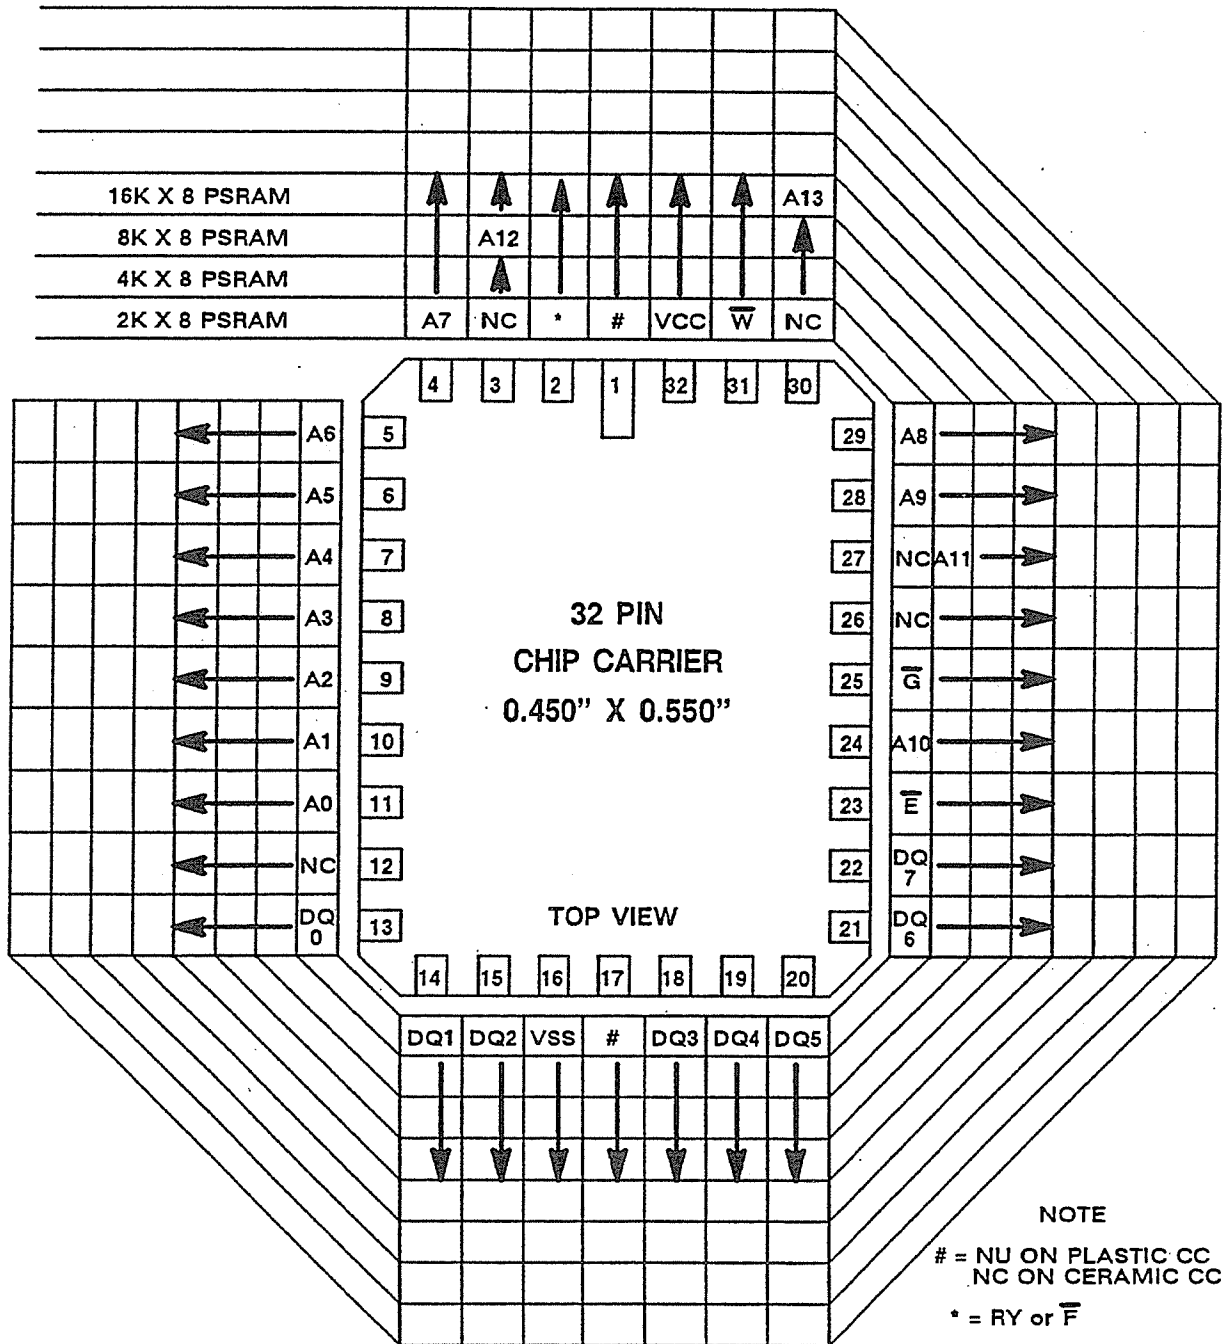 16K X 8 PSRAM A13
8K X 8 PSRAM A12
4K X 8 PSRAM
2K X 8 PSRAM A7 NC * # VCC W̅ NC
4 3 2 1 32 31 30
A6 5 29 A8
A5 6 28 A9
A4 7 27 NC A11
A3 8 26 NC
A2 9 25 G̅
A1 10 24 A10
A0 11 23 E̅
NC 12 22 DQ 7
DQ 0 13 21 DQ 6
32 PIN
CHIP CARRIER
0.450” X 0.550”
TOP VIEW
14 15 16 17 18 19 20
DQ1 DQ2 VSS # DQ3 DQ4 DQ5
NOTE
# = NU ON PLASTIC CC
NC ON CERAMIC CC
* = RY or F̅